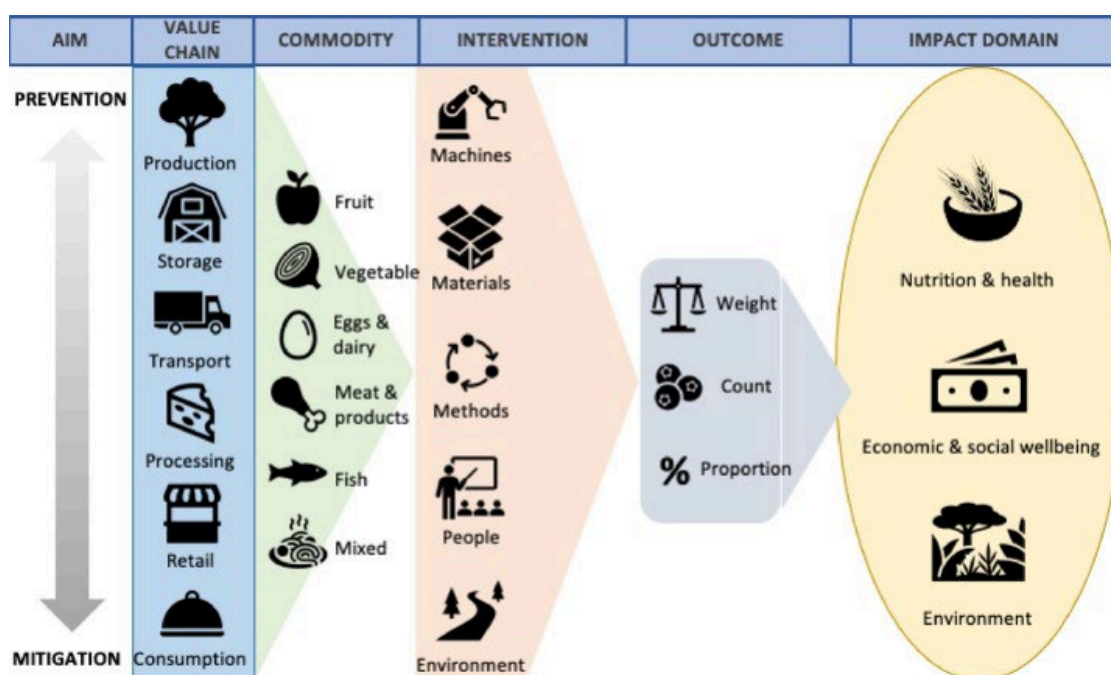 AIM
VALUE
CHAIN
COMMODITY
INTERVENTION
OUTCOME
IMPACT DOMAIN
PREVENTION
MITIGATION
Production
Storage
Transport
Processing
Retail
Consumption
Fruit
Vegetable
Eggs &
dairy
Meat &
products
Fish
Mixed
Machines
Materials
Methods
People
Environment
Weight
Count
% Proportion
Nutrition & health
Economic & social wellbeing
Environment